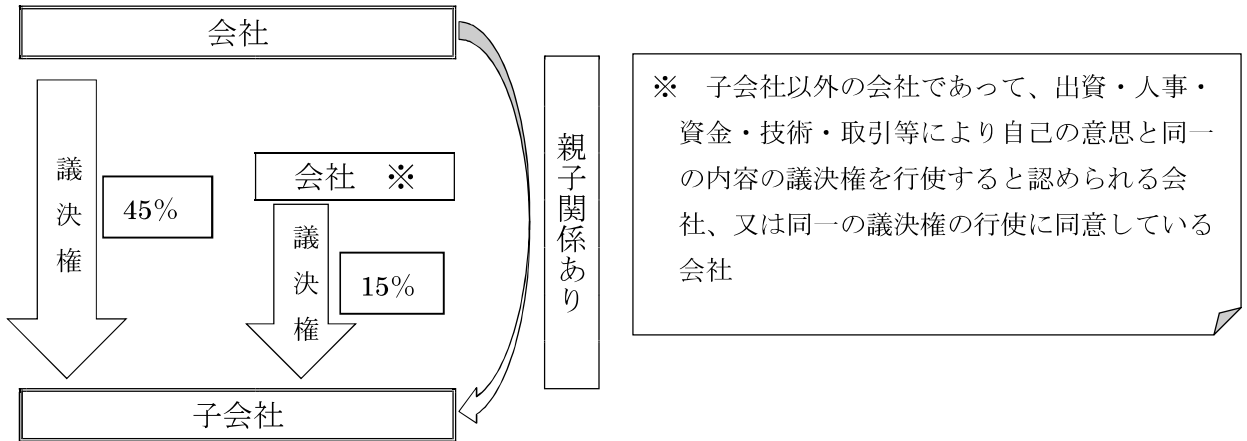 会社
議決権
45%
会社　※
議決権
15%
子会社
親子関係あり
※　子会社以外の会社であって、出資・人事・
資金・技術・取引等により自己の意思と同一
の内容の議決権を行使すると認められる会
社、又は同一の議決権の行使に同意している
会社